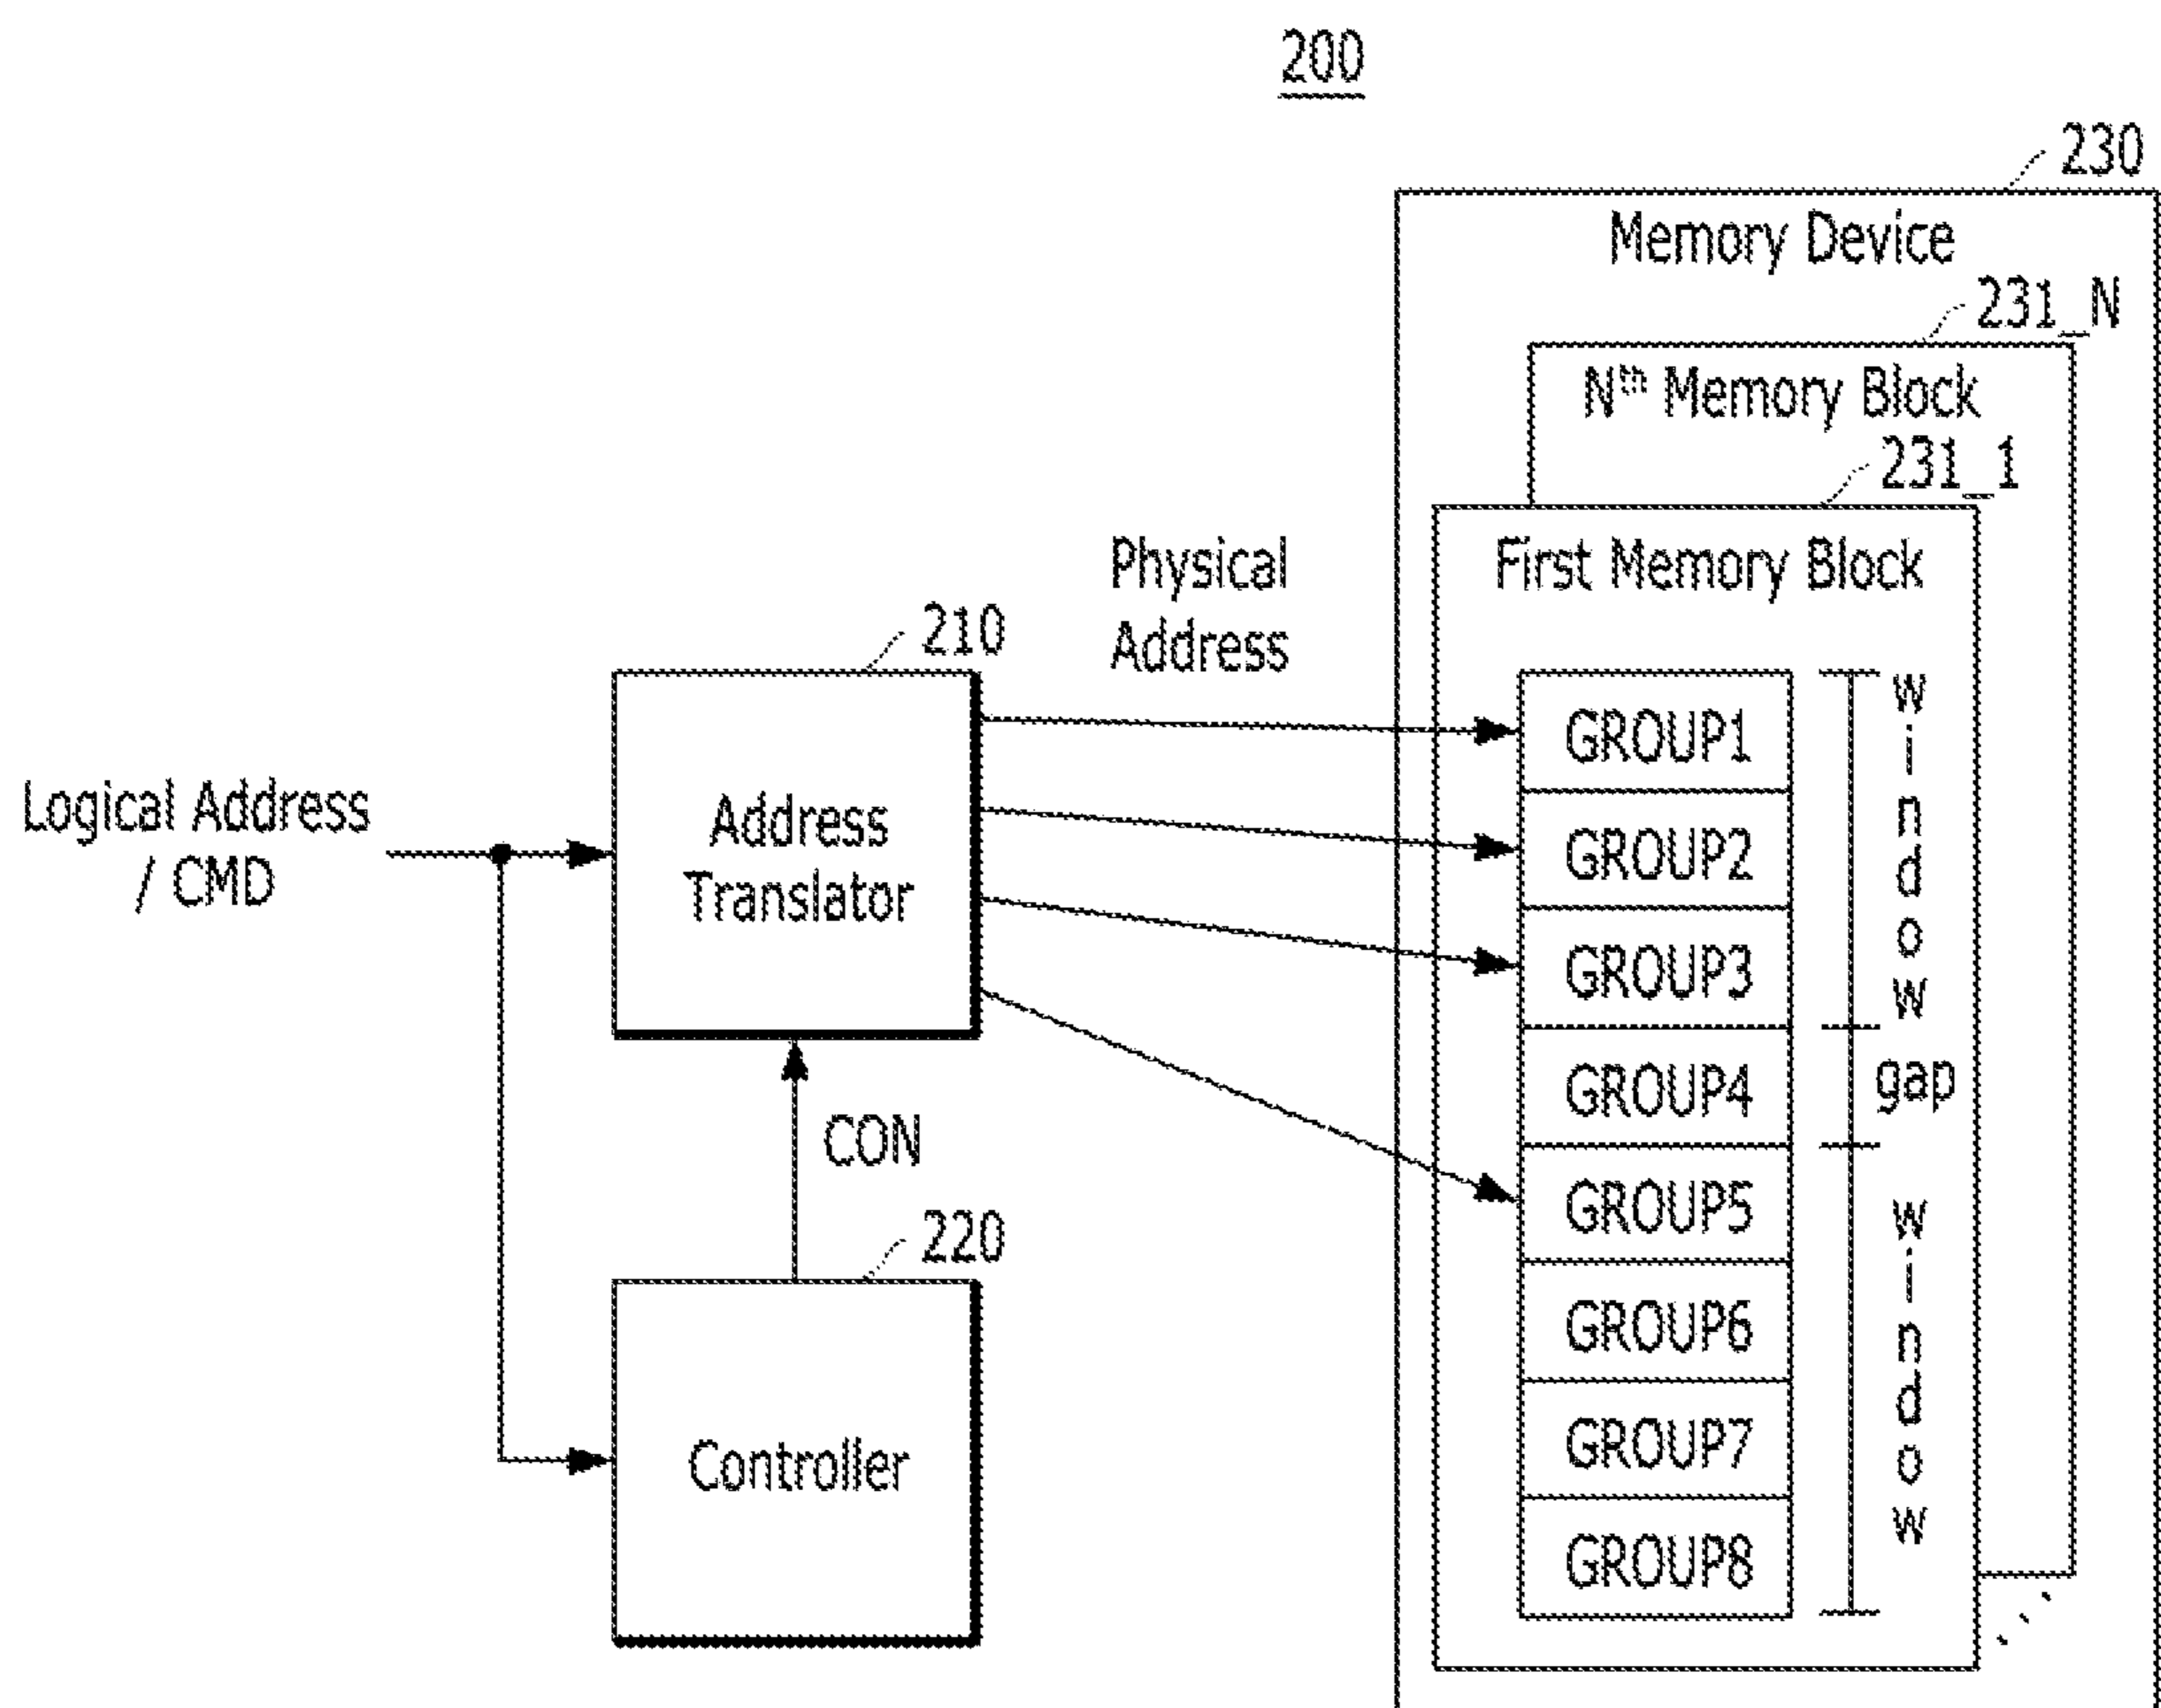 200
230
Memory Device
231_N
Nth Memory Block
231_1
First Memory Block
Physical
Address
210
Address
Translator
Logical Address
/ CMD
CON
220
Controller
GROUP1
GROUP2
GROUP3
GROUP4
GROUP5
GROUP6
GROUP7
GROUP8
window
gap
window